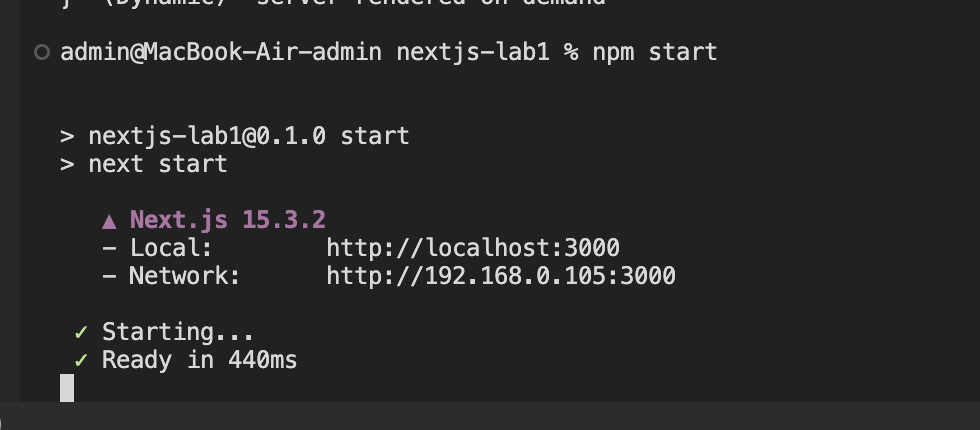 (Dynamic) server-rendered on demand
admin@MacBook-Air-admin nextjs-lab1 % npm start
> nextjs-lab1@0.1.0 start
> next start
▲ Next.js 15.3.2
- Local: http://localhost:3000
- Network: http://192.168.0.105:3000
✓ Starting...
✓ Ready in 440ms